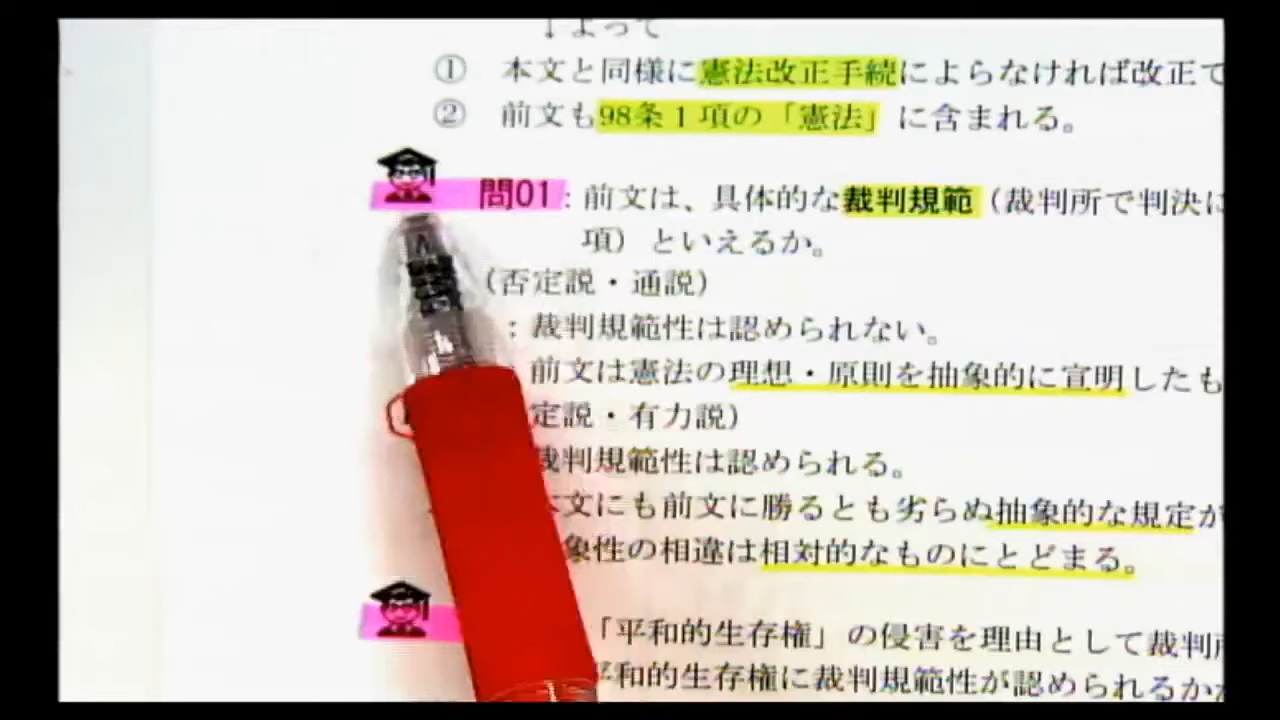 ↓よって
① 本文と同様に憲法改正手続によらなければ改正で
② 前文も98条1項の「憲法」に含まれる。
問01：前文は、具体的な裁判規範（裁判所で判決に
項）といえるか。
（否定説・通説）
：裁判規範性は認められない。
前文は憲法の理想・原則を抽象的に宣明したも
定説・有力説）
裁判規範性は認められる。
本文にも前文に勝るとも劣らぬ抽象的な規定が
象性の相違は相対的なものにとどまる。
「平和的生存権」の侵害を理由として裁判所
平和的生存権に裁判規範性が認められるか